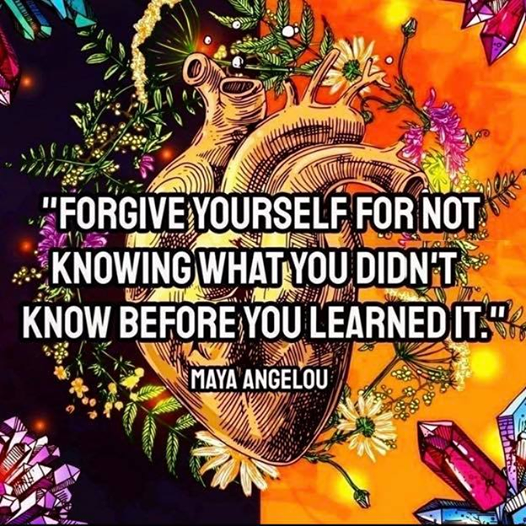 "FORGIVE YOURSELF FOR NOT
KNOWING WHAT YOU DIDN'T
KNOW BEFORE YOU LEARNED IT."
MAYA ANGELOU